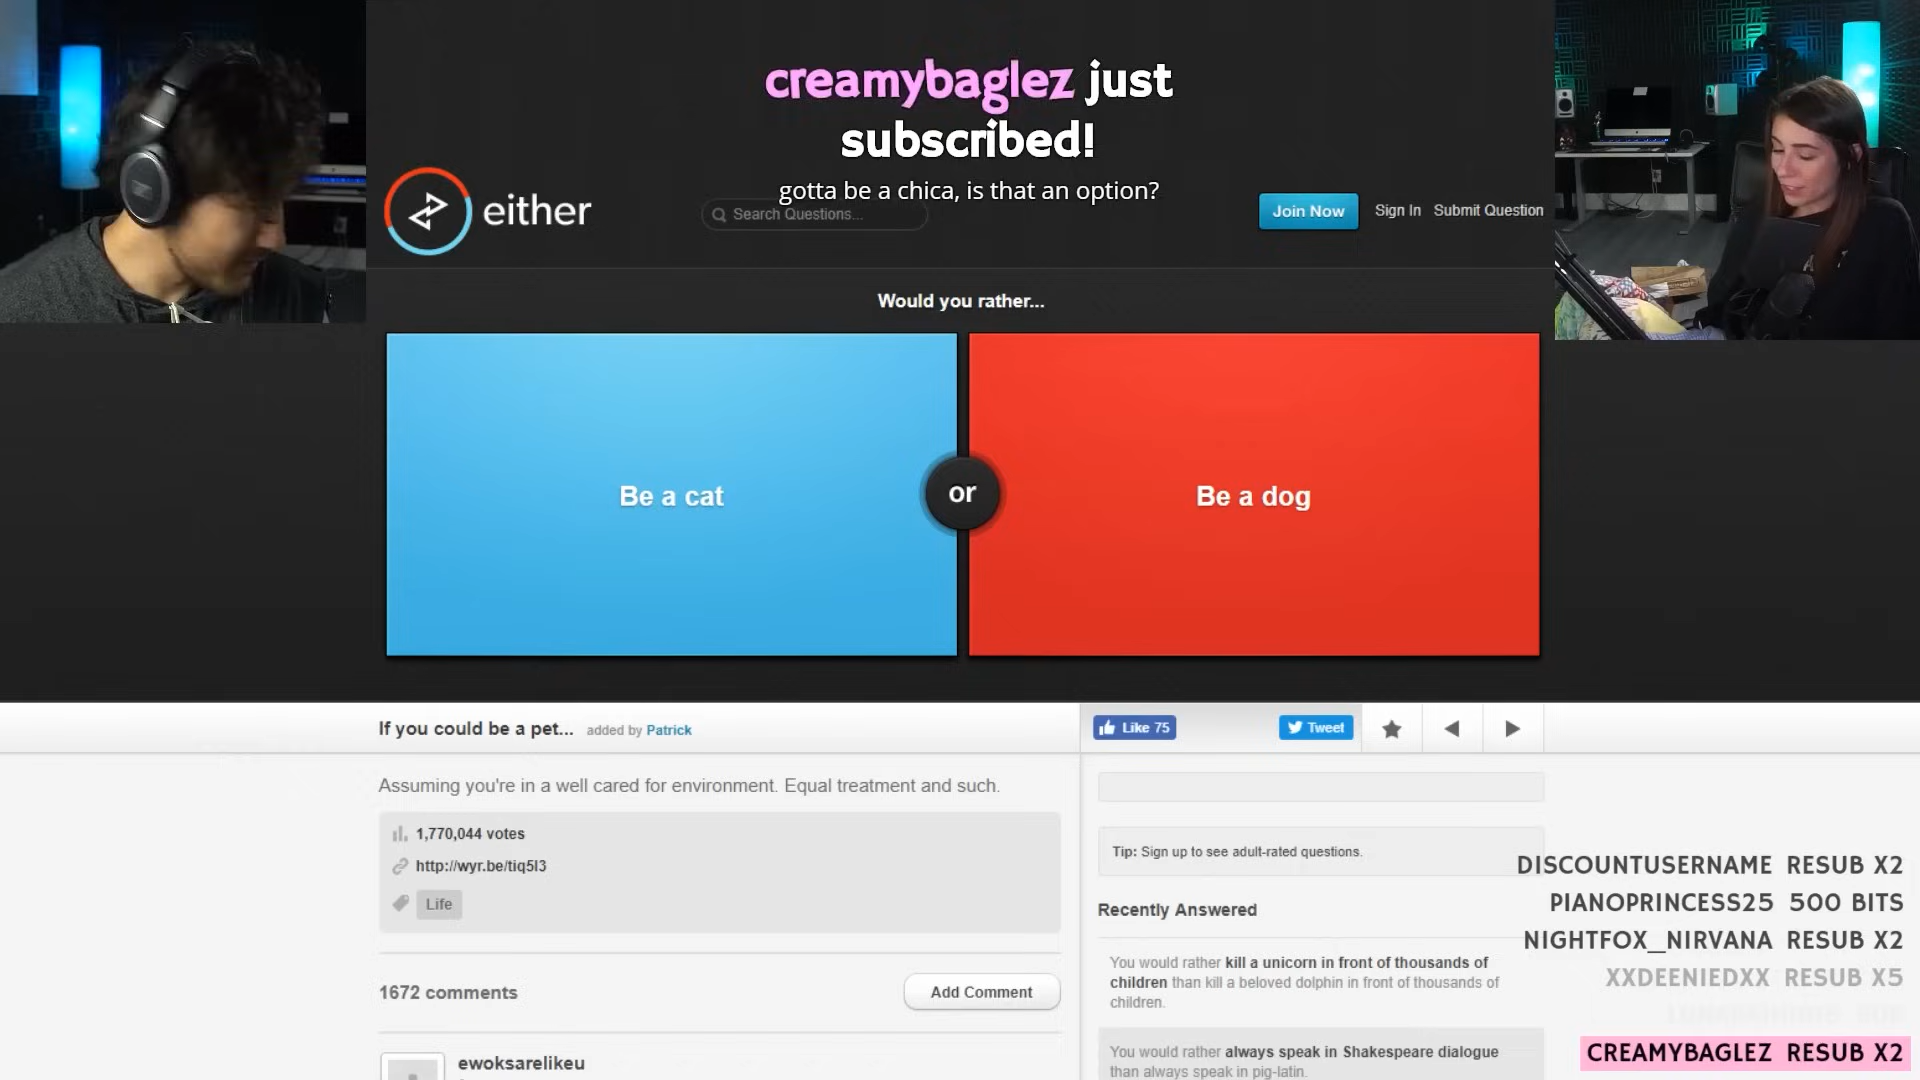 creamybaglez just
subscribed!
gotta be a chica, is that an option?
either
Search Questions...
Join Now
Sign In
Submit Question
Would you rather...
Be a cat
or
Be a dog
If you could be a pet... added by Patrick
Like 75
Tweet
Assuming you're in a well cared for environment. Equal treatment and such.
1,770,044 votes
http://wyr.be/tiq5l3
Life
1672 comments
Add Comment
ewoksarelikeu
Tip: Sign up to see adult-rated questions.
Recently Answered
You would rather kill a unicorn in front of thousands of
children than kill a beloved dolphin in front of thousands of
children.
You would rather always speak in Shakespeare dialogue
than always speak in pig-latin.
DISCOUNTUSERNAME RESUB X2
PIANOPRINCESS25 500 BITS
NIGHTFOX_NIRVANA RESUB X2
XXDEENIEDXX RESUB X5
CREAMYBAGLEZ RESUB X2